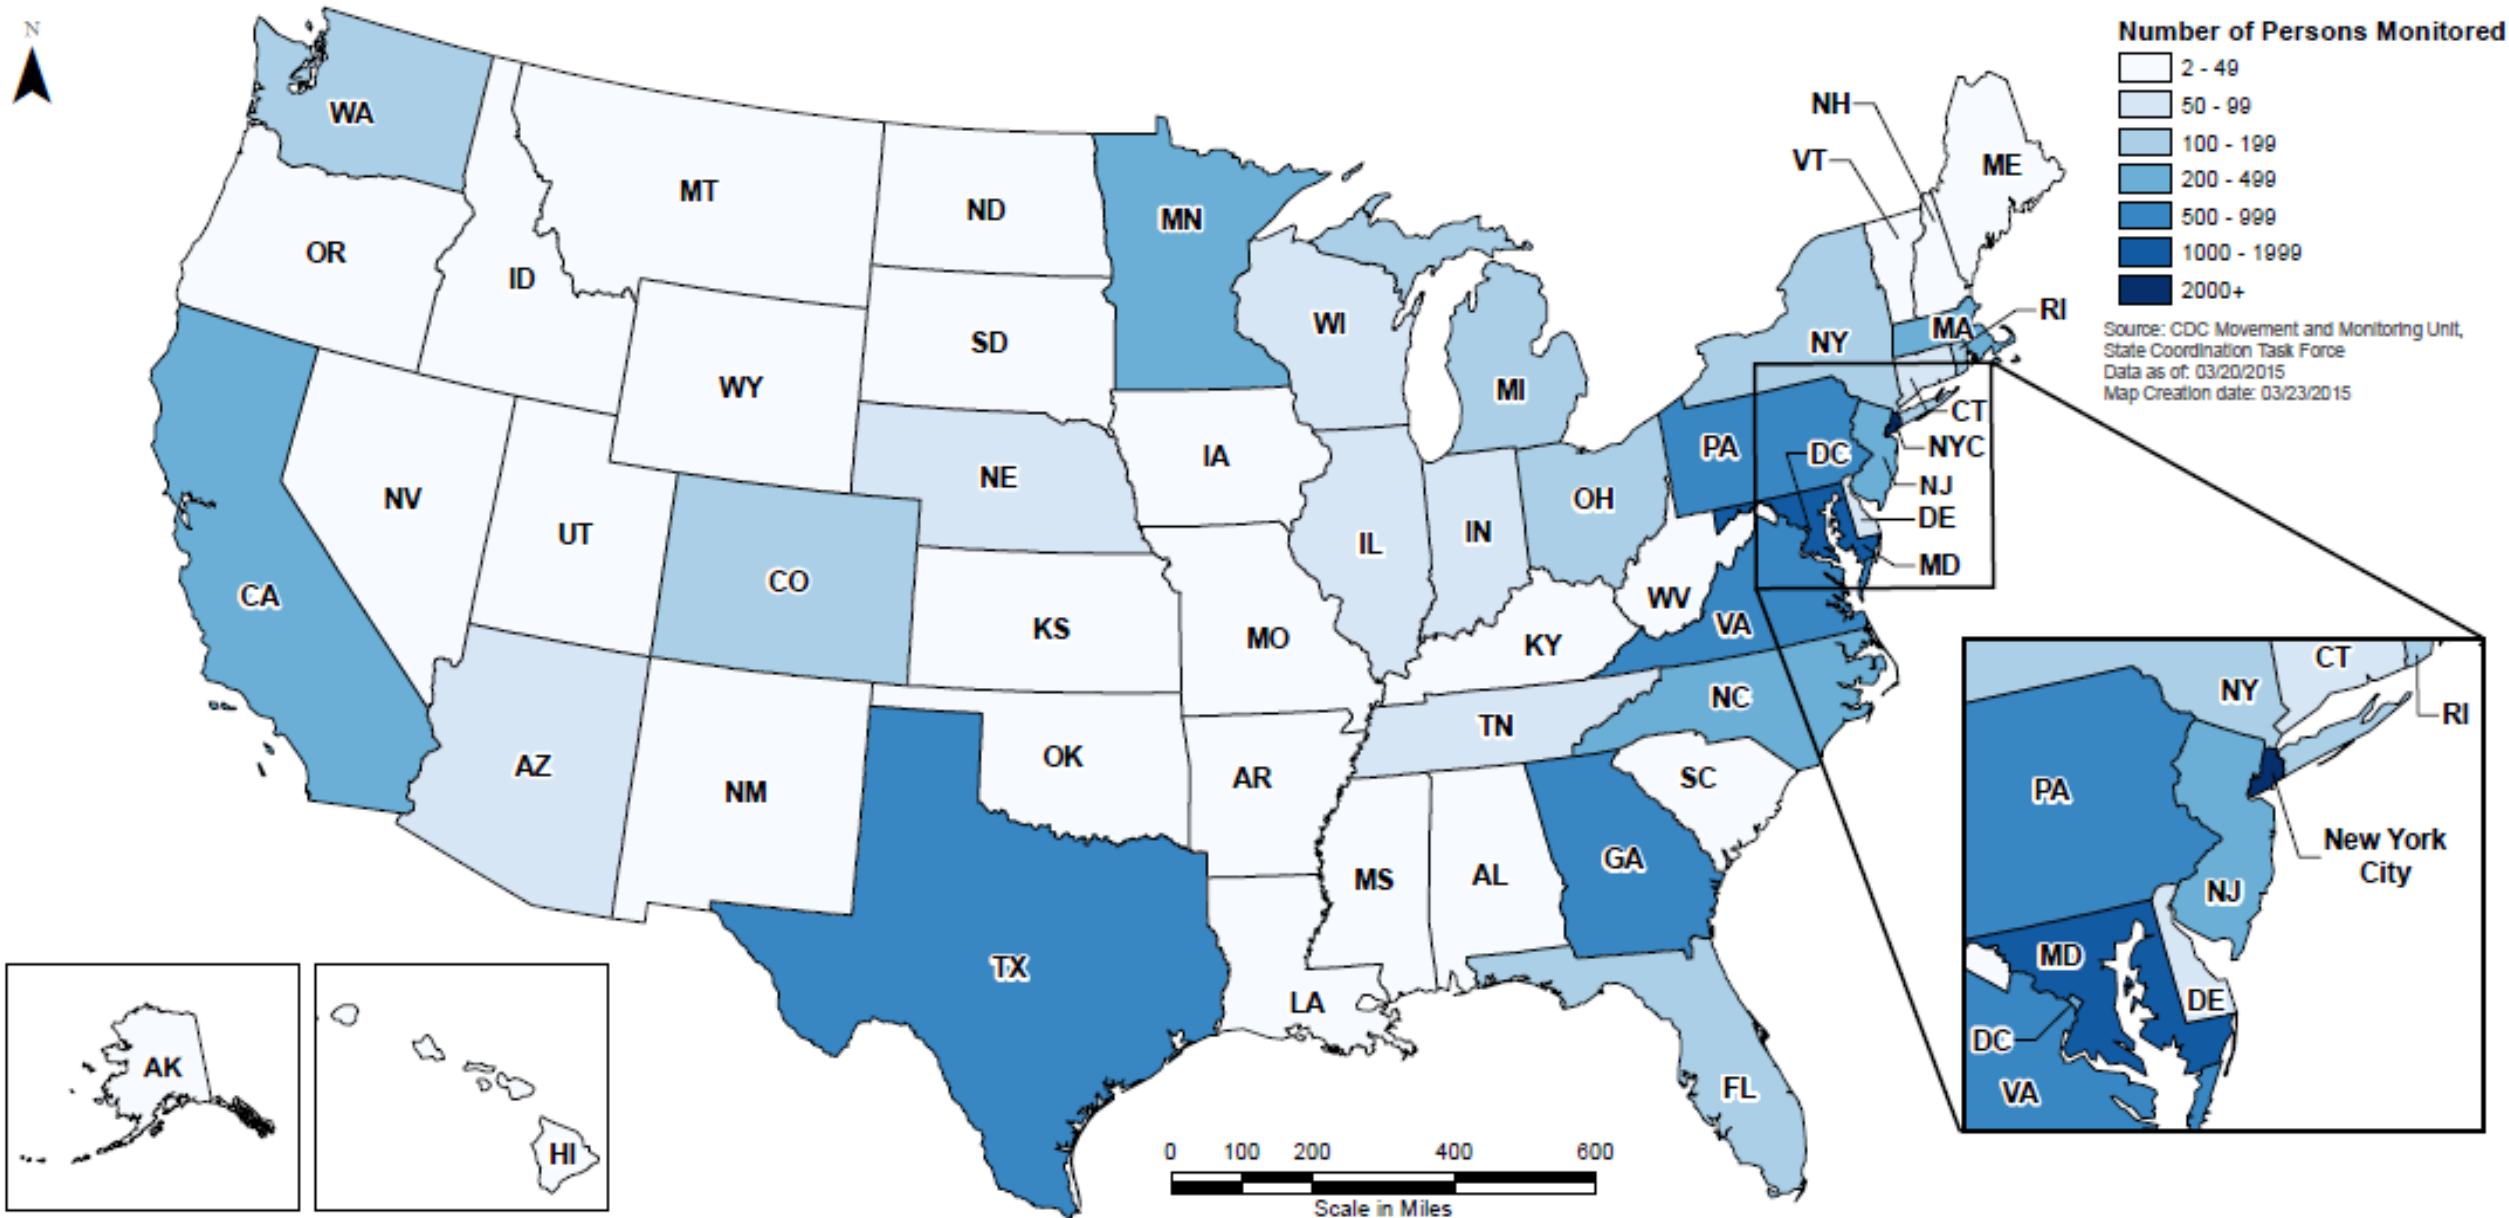 N
Number of Persons Monitored
2 - 49
50 - 99
100 - 199
200 - 499
500 - 999
1000 - 1999
2000+
Source: CDC Movement and Monitoring Unit,
State Coordination Task Force
Data as of: 03/20/2015
Map Creation date: 03/23/2015
WA
OR
ID
MT
ND
MN
SD
WY
WI
MI
NY
NH
VT
ME
MA
RI
CT
NYC
NJ
DE
MD
DC
PA
OH
IN
IL
IA
NE
NV
UT
CO
CA
KS
MO
KY
WV
VA
NC
TN
SC
AZ
NM
OK
AR
MS
AL
GA
TX
LA
FL
AK
HI
CT
NY
RI
PA
New York
City
NJ
MD
DE
DC
VA
0 100 200 400 600
Scale in Miles